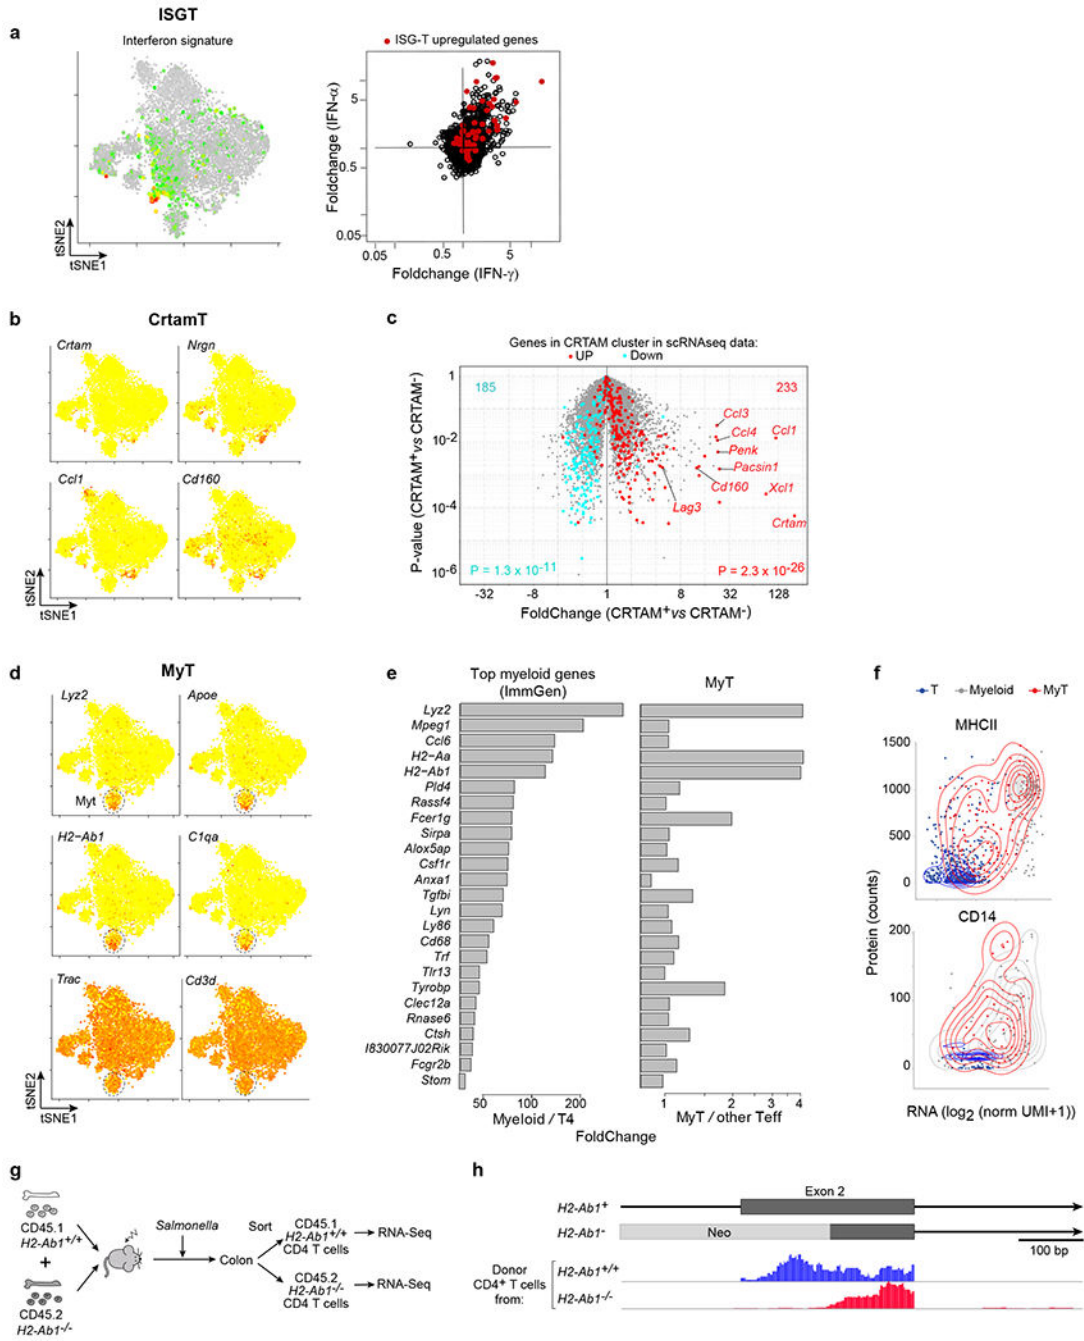 ISGT
a
Interferon signature
ISG-T upregulated genes
Foldchange (IFN-α)
5
0.5
0.05
0.05
0.5
5
Foldchange (IFN-γ)
tSNE2
tSNE1
b
CrtamT
Crtam
Nrgn
Ccl1
Cd160
tSNE2
tSNE1
c
Genes in CRTAM cluster in scRNAseq data:
UP
Down
185
233
Ccl3
Ccl4
Ccl1
Penk
Pacsin1
Cd160
Xcl1
Lag3
Crtam
P = 1.3 x 10-11
P = 2.3 x 10-26
P-value (CRTAM+vs CRTAM-)
1
10-2
10-4
10-6
-32
-8
1
8
32
128
FoldChange (CRTAM+vs CRTAM-)
d
MyT
Lyz2
Apoe
Myt
H2−Ab1
C1qa
Trac
Cd3d
tSNE2
tSNE1
e
Top myeloid genes
(ImmGen)
MyT
Lyz2
Mpeg1
Ccl6
H2−Aa
H2−Ab1
Pld4
Rassf4
Fcer1g
Sirpa
Alox5ap
Csf1r
Anxa1
Tgfbi
Lyn
Ly86
Cd68
Trf
Tlr13
Tyrobp
Clec12a
Rnase6
Ctsh
I830077J02Rik
Fcgr2b
Stom
50
100
200
Myeloid / T4
1
2
3
4
MyT / other Teff
FoldChange
f
T
Myeloid
MyT
MHCII
1500
1000
500
0
CD14
200
100
0
Protein (counts)
RNA (log2 (norm UMI+1))
g
CD45.1
H2-Ab1+/+
+
CD45.2
H2-Ab1-/-
Salmonella
Colon
Sort
CD45.1
H2-Ab1+/+
CD4 T cells
RNA-Seq
CD45.2
H2-Ab1-/-
CD4 T cells
RNA-Seq
h
Exon 2
H2-Ab1+
H2-Ab1-
Neo
100 bp
Donor
CD4+ T cells
from:
H2-Ab1+/+
H2-Ab1-/-